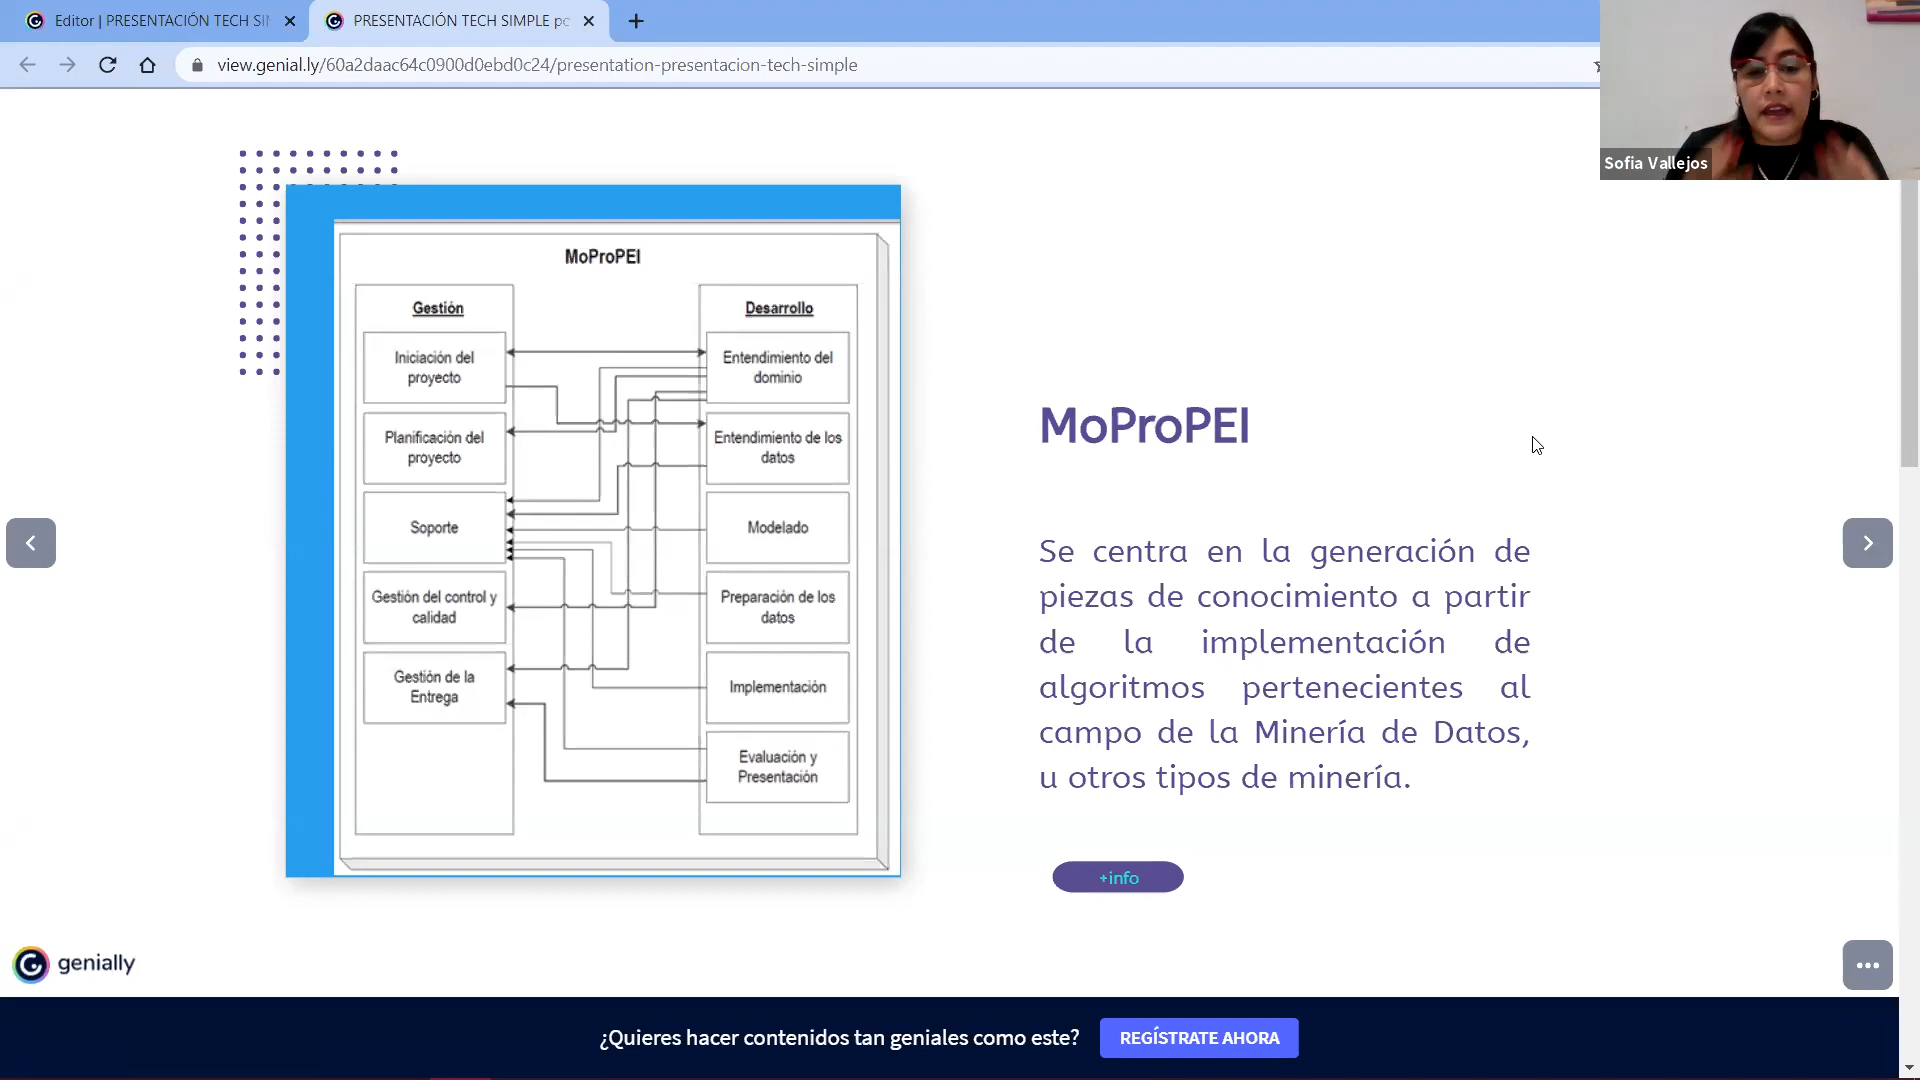 Editor | PRESENTACIÓN TECH SI
PRESENTACIÓN TECH SIMPLE po
view.genial.ly/60a2daac64c0900d0ebd0c24/presentation-presentacion-tech-simple
Sofia Vallejos
MoProPEI
Gestión
Iniciación del
proyecto
Planificación del
proyecto
Soporte
Gestión del control y
calidad
Gestión de la
Entrega
Desarrollo
Entendimiento del
dominio
Entendimiento de los
datos
Modelado
Preparación de los
datos
Implementación
Evaluación y
Presentación
MoProPEI
Se centra en la generación de
piezas de conocimiento a partir
de la implementación de
algoritmos pertenecientes al
campo de la Minería de Datos,
u otros tipos de minería.
+info
genially
¿Quieres hacer contenidos tan geniales como este?
REGÍSTRATE AHORA